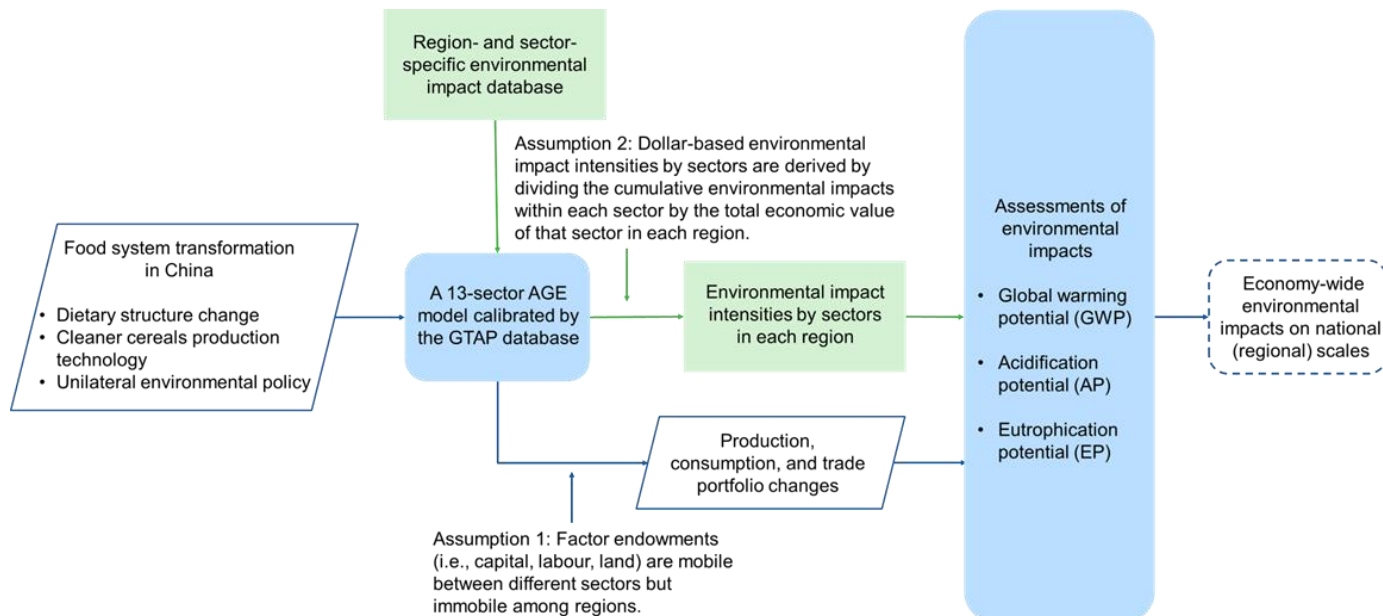 Region- and sector-
specific environmental
impact database
Assumption 2: Dollar-based environmental
impact intensities by sectors are derived by
dividing the cumulative environmental impacts
within each sector by the total economic value
of that sector in each region.
Food system transformation
in China
• Dietary structure change
• Cleaner cereals production
technology
• Unilateral environmental policy
A 13-sector AGE
model calibrated by
the GTAP database
Environmental impact
intensities by sectors
in each region
Production,
consumption, and trade
portfolio changes
Assumption 1: Factor endowments
(i.e., capital, labour, land) are mobile
between different sectors but
immobile among regions.
Assessments of
environmental
impacts
• Global warming
potential (GWP)
• Acidification
potential (AP)
• Eutrophication
potential (EP)
Economy-wide
environmental
impacts on national
(regional) scales